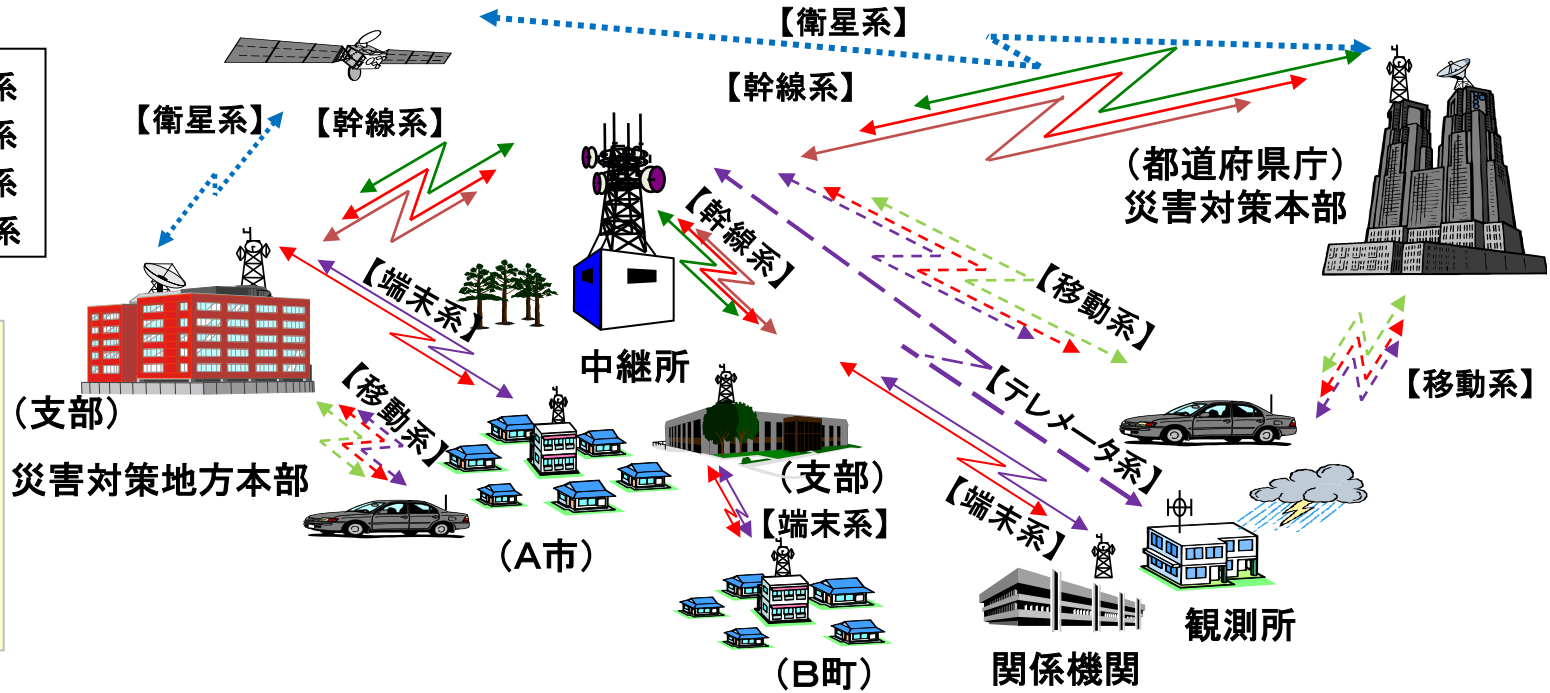 系
系
系
系
【衛星系】
【衛星系】
【幹線系】
【幹線系】
(都道府県庁)
災害対策本部
【幹線系】
【端末系】
【移動系】
中継所
【移動系】
【移動系】
【テレメータ系】
(支部)
災害対策地方本部
(支部)
【端末系】
【端末系】
(A市)
観測所
関係機関
(B町)